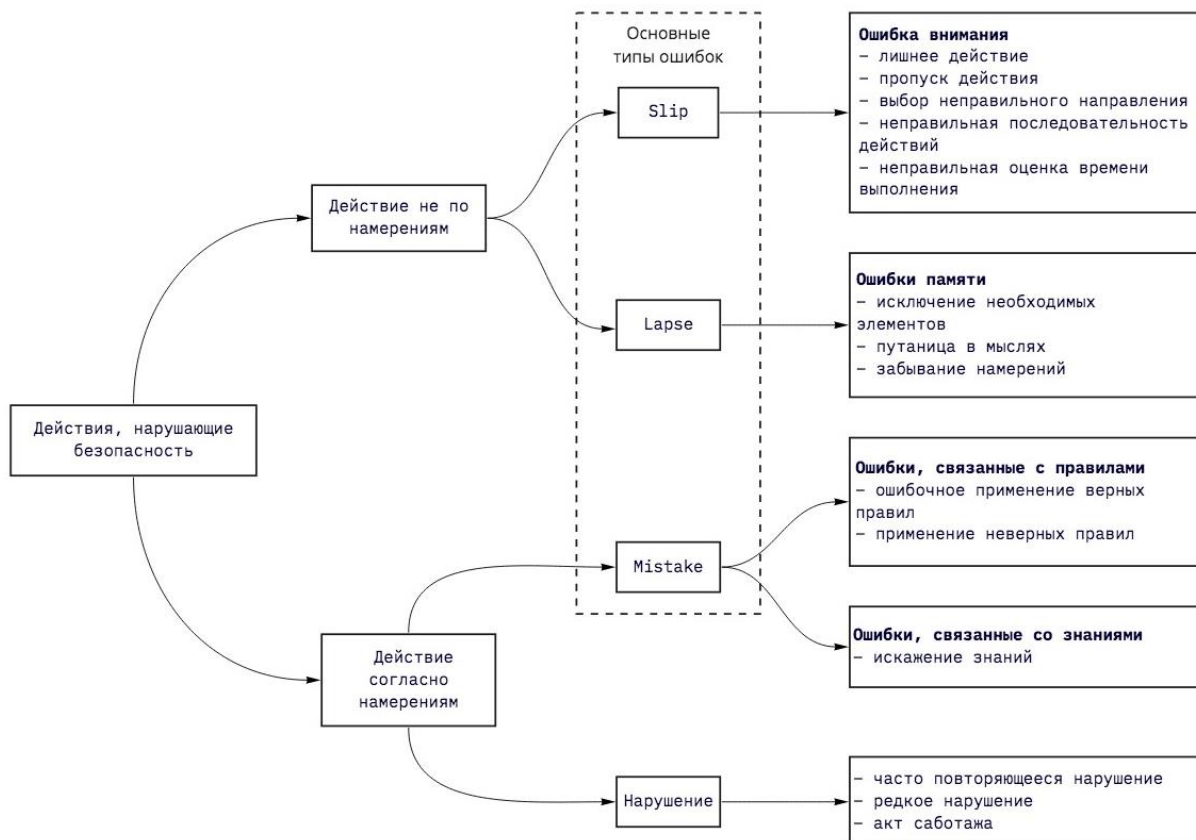 Действия, нарушающие
безопасность
Действие не по
намерениям
Действие
согласно
намерениям
Основные
типы ошибок
Slip
Lapse
Mistake
Нарушение
Ошибка внимания
– лишнее действие
– пропуск действия
– выбор неправильного направления
– неправильная последовательность
действий
– неправильная оценка времени
выполнения
Ошибки памяти
– исключение необходимых
элементов
– путаница в мыслях
– забывание намерений
Ошибки, связанные с правилами
– ошибочное применение верных
правил
– применение неверных правил
Ошибки, связанные со знаниями
– искажение знаний
– часто повторяющееся нарушение
– редкое нарушение
– акт саботажа